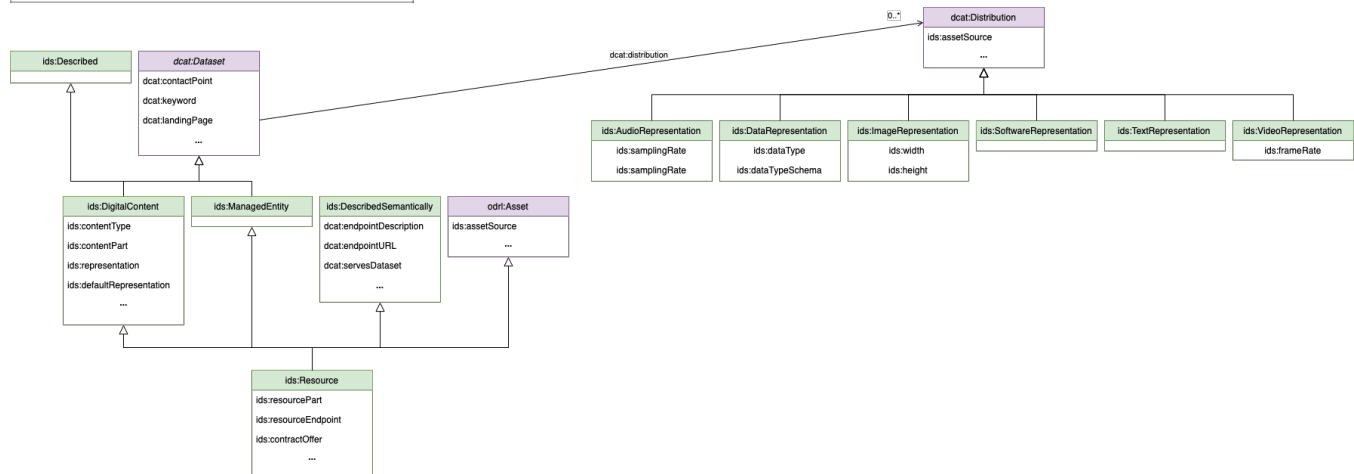 0..*
dcat:Distribution
ids:assetSource
...
dcat:distribution
ids:Described
dcat:Dataset
dcat:contactPoint
dcat:keyword
dcat:landingPage
...
ids:AudioRepresentation
ids:samplingRate
ids:samplingRate
ids:DataRepresentation
ids:dataType
ids:dataTypeSchema
ids:ImageRepresentation
ids:width
ids:height
ids:SoftwareRepresentation
ids:TextRepresentation
ids:VideoRepresentation
ids:frameRate
ids:DigitalContent
ids:contentType
ids:contentPart
ids:representation
ids:defaultRepresentation
...
ids:ManagedEntity
ids:DescribedSemantically
dcat:endpointDescription
dcat:endpointURL
dcat:servesDataset
...
odrl:Asset
ids:assetSource
...
ids:Resource
ids:resourcePart
ids:resourceEndpoint
ids:contractOffer
...